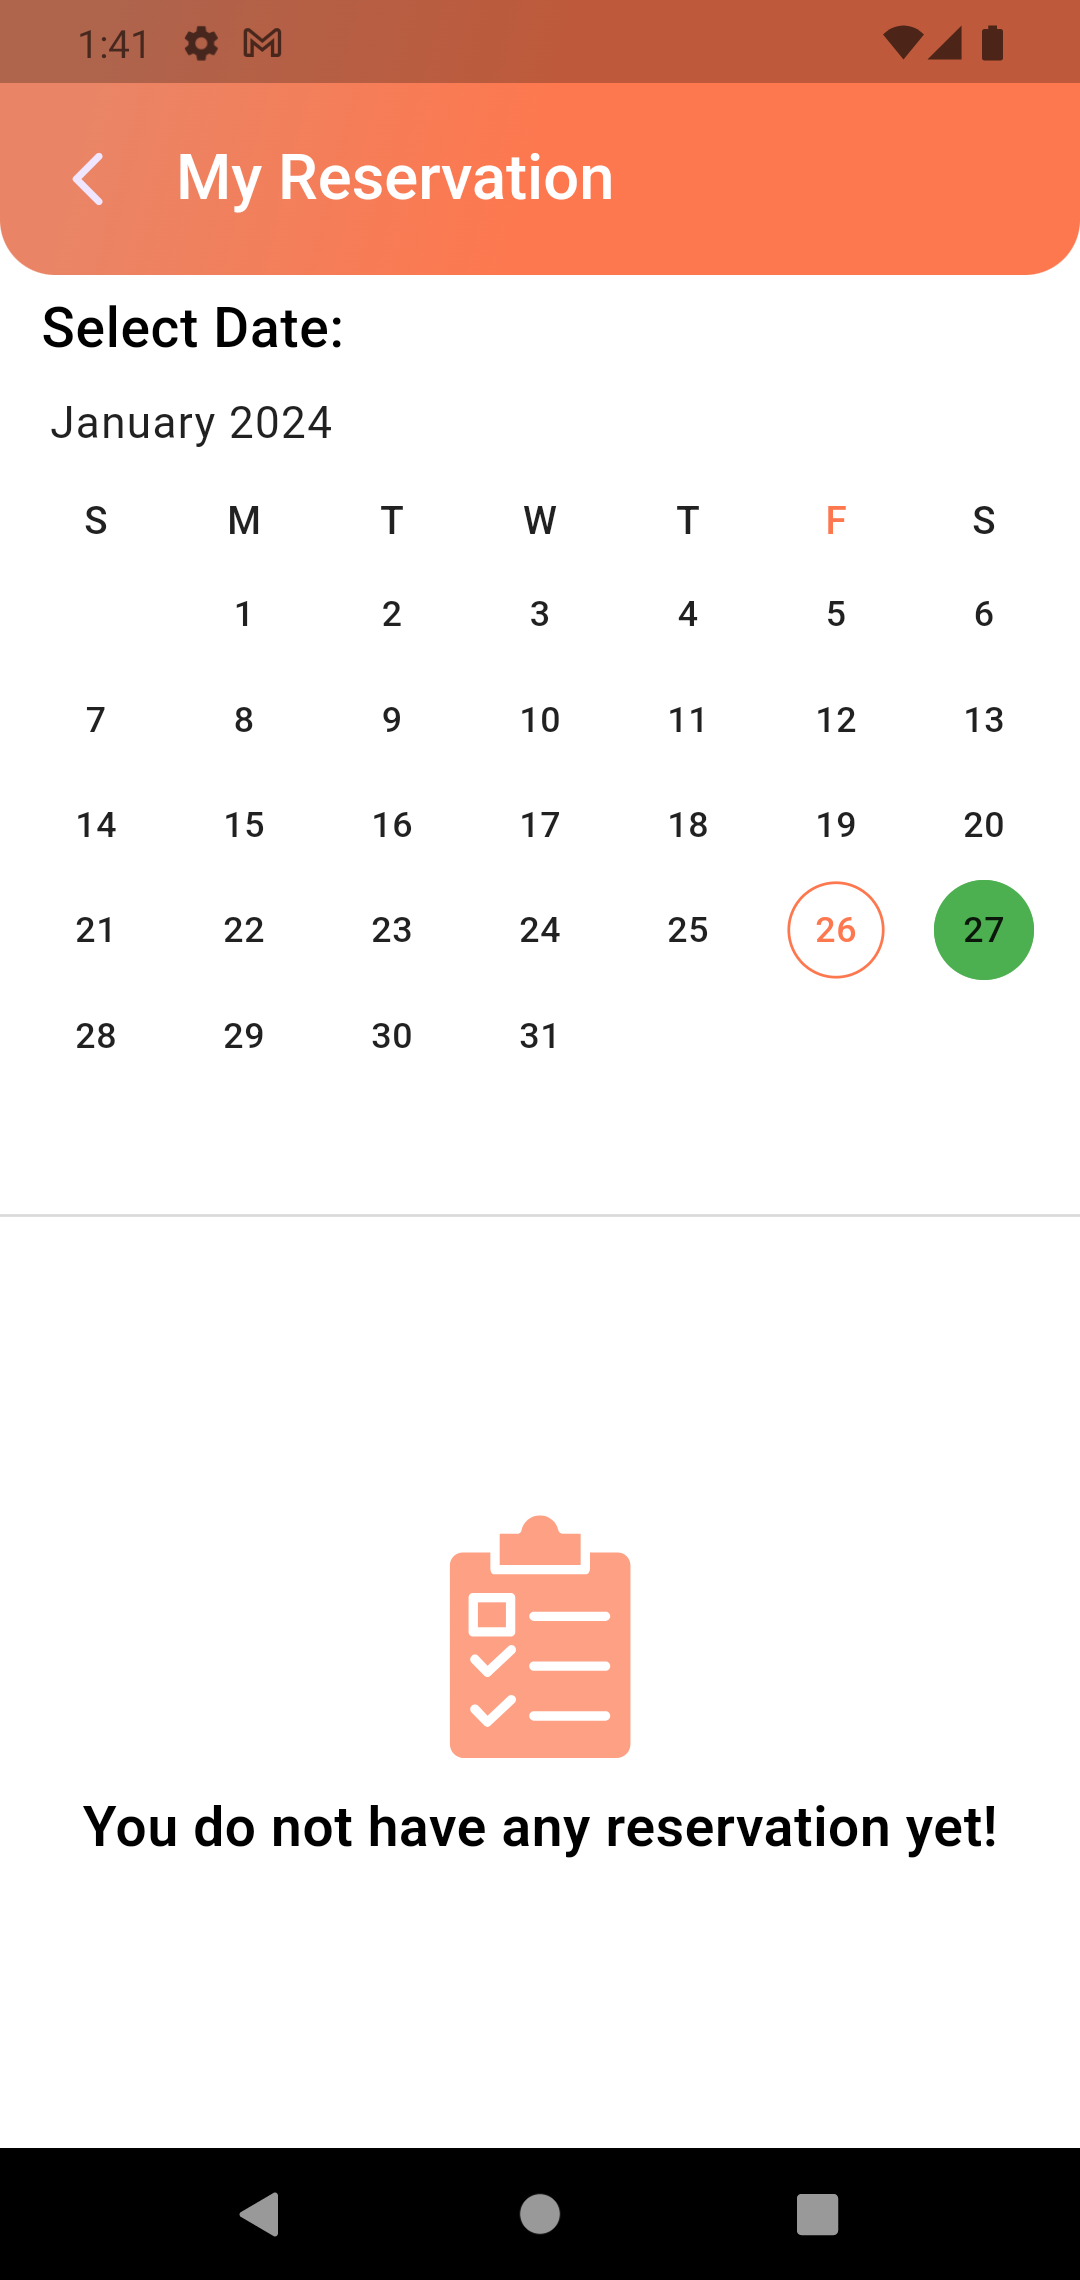 1:41
My Reservation
Select Date:
January 2024
S M T W T F S
1 2 3 4 5 6
7 8 9 10 11 12 13
14 15 16 17 18 19 20
21 22 23 24 25 26 27
28 29 30 31
You do not have any reservation yet!